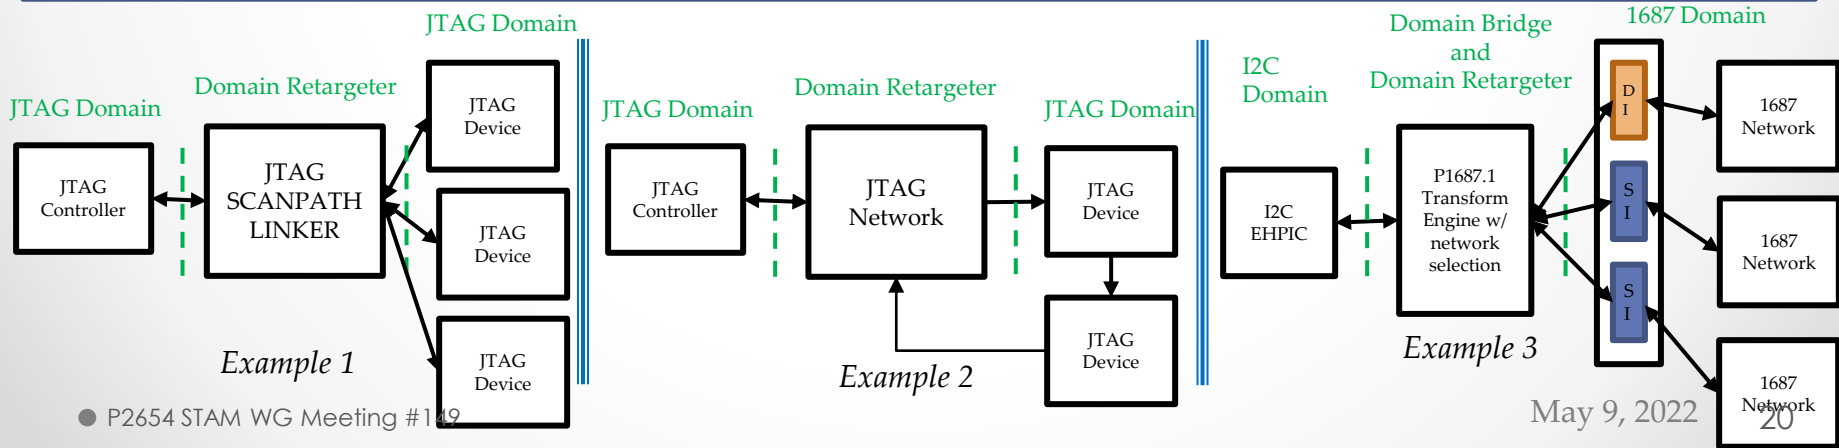 JTAG Domain
Domain Retargeter
JTAG Domain
JTAG
Controller
JTAG
SCANPATH
LINKER
JTAG
Device
JTAG
Device
JTAG
Device
Example 1
JTAG Domain
Domain Retargeter
JTAG Domain
JTAG
Controller
JTAG
Network
JTAG
Device
JTAG
Device
Example 2
I2C
Domain
Domain Bridge
and
Domain Retargeter
1687 Domain
I2C
EHPIC
P1687.1
Transform
Engine w/
network
selection
D
I
S
I
S
I
1687
Network
1687
Network
1687
Network
Example 3
P2654 STAM WG Meeting #149
May 9, 2022
20